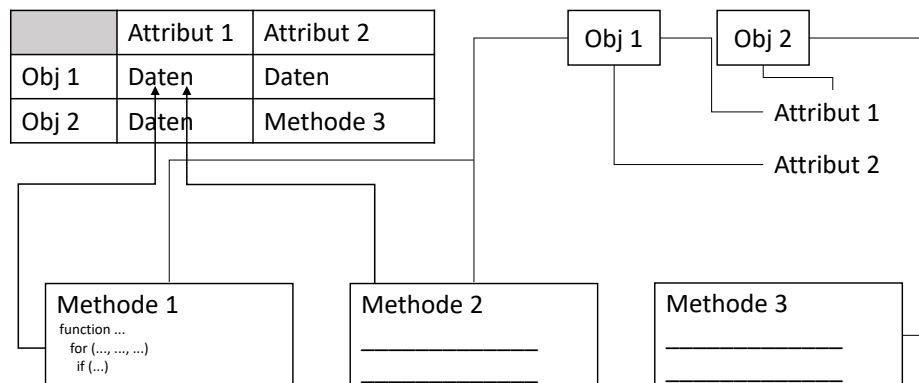 Attribut 1 Attribut 2
Obj 1 Daten Daten
Obj 2 Daten Methode 3
Obj 1 Obj 2
Attribut 1
Attribut 2
Methode 1
function ...
for (..., ..., ...)
if (...)
Methode 2
Methode 3